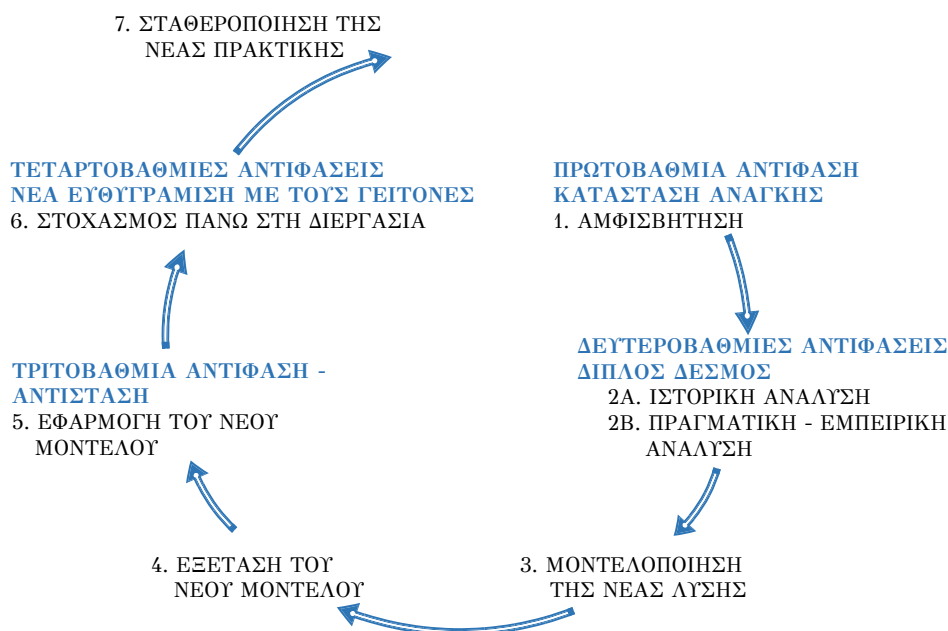 7. ΣΤΑΘΕΡΟΠΟΙΗΣΗ ΤΗΣ
ΝΕΑΣ ΠΡΑΚΤΙΚΗΣ
ΤΕΤΑΡΤΟΒΑΘΜΙΕΣ ΑΝΤΙΦΑΣΕΙΣ
ΝΕΑ ΕΥΘΥΓΡΑΜΙΣΗ ΜΕ ΤΟΥΣ ΓΕΙΤΟΝΕΣ
6. ΣΤΟΧΑΣΜΟΣ ΠΑΝΩ ΣΤΗ ΔΙΕΡΓΑΣΙΑ
ΠΡΩΤΟΒΑΘΜΙΑ ΑΝΤΙΦΑΣΗ
ΚΑΤΑΣΤΑΣΗ ΑΝΑΓΚΗΣ
1. ΑΜΦΙΣΒΗΤΗΣΗ
ΔΕΥΤΕΡΟΒΑΘΜΙΕΣ ΑΝΤΙΦΑΣΕΙΣ
ΔΙΠΛΟΣ ΔΕΣΜΟΣ
2Α. ΙΣΤΟΡΙΚΗ ΑΝΑΛΥΣΗ
2Β. ΠΡΑΓΜΑΤΙΚΗ - ΕΜΠΕΙΡΙΚΗ
ΑΝΑΛΥΣΗ
ΤΡΙΤΟΒΑΘΜΙΑ ΑΝΤΙΦΑΣΗ -
ΑΝΤΙΣΤΑΣΗ
5. ΕΦΑΡΜΟΓΗ ΤΟΥ ΝΕΟΥ
ΜΟΝΤΕΛΟΥ
4. ΕΞΕΤΑΣΗ ΤΟΥ
ΝΕΟΥ ΜΟΝΤΕΛΟΥ
3. ΜΟΝΤΕΛΟΠΟΙΗΣΗ
ΤΗΣ ΝΕΑΣ ΛΥΣΗΣ